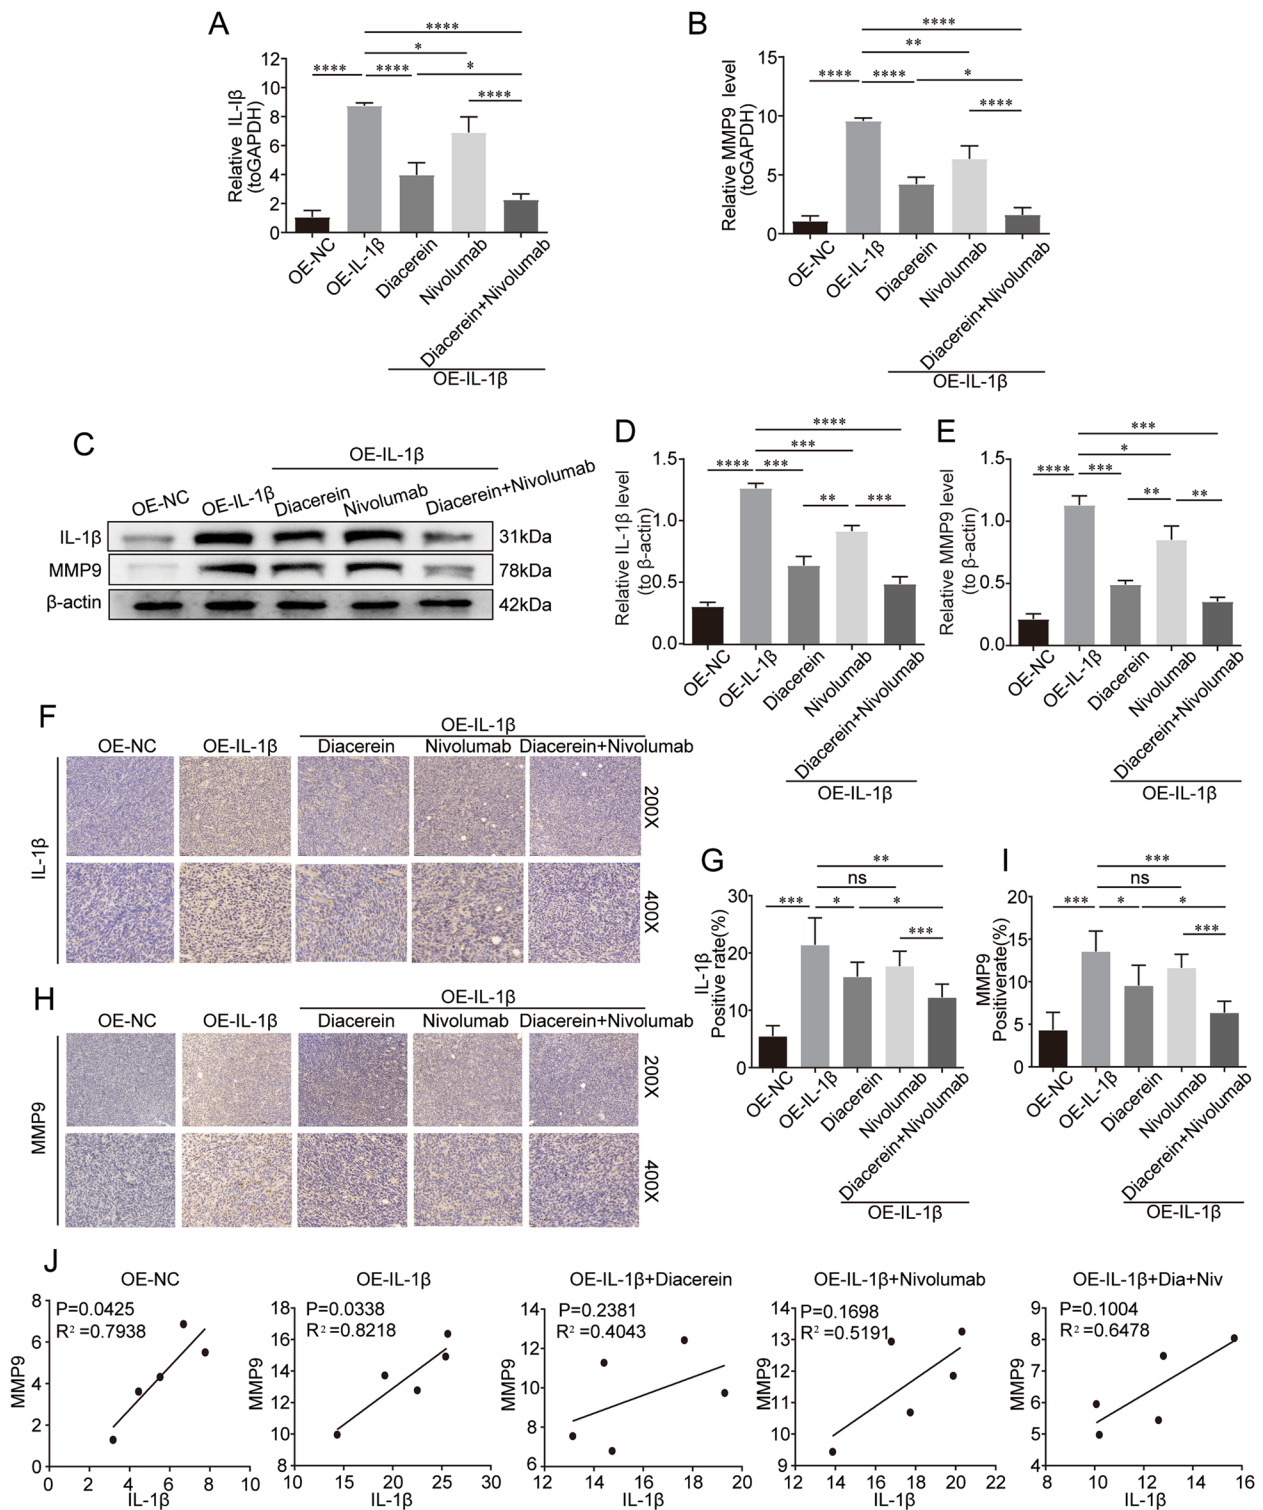 A
Relative IL-Iβ
(toGAPDH)
12
10
8
6
4
2
0
****
*
**** **** *
****
OE-NC
OE-IL-1β
Diacerein
Nivolumab
Diacerein+Nivolumab
OE-IL-1β
B
Relative MMP9 level
(toGAPDH)
15
10
5
0
****
**
**** **** *
****
OE-NC
OE-IL-1β
Diacerein
Nivolumab
Diacerein+Nivolumab
OE-IL-1β
C
OE-IL-1β
OE-NC OE-IL-1β Diacerein Nivolumab Diacerein+Nivolumab
IL-1β 31kDa
MMP9 78kDa
β-actin 42kDa
D
Relative IL-1β level
(to β-actin)
1.5
1.0
0.5
0.0
****
***
**** ***
** ***
OE-NC
OE-IL-1β
Diacerein
Nivolumab
Diacerein+Nivolumab
OE-IL-1β
E
Relative MMP9 level
(to β-actin)
1.5
1.0
0.5
0.0
***
*
**** ***
** **
OE-NC
OE-IL-1β
Diacerein
Nivolumab
Diacerein+Nivolumab
OE-IL-1β
F
OE-IL-1β
OE-NC OE-IL-1β Diacerein Nivolumab Diacerein+Nivolumab
IL-1β
200X
400X
G
IL-1β
Positive rate(%)
30
20
10
0
**
ns
*** * *
***
OE-NC
OE-IL-1β
Diacerein
Nivolumab
Diacerein+Nivolumab
OE-IL-1β
H
OE-IL-1β
OE-NC OE-IL-1β Diacerein Nivolumab Diacerein+Nivolumab
MMP9
200X
400X
I
MMP9
Positiverate(%)
20
15
10
5
0
***
ns
*** * *
***
OE-NC
OE-IL-1β
Diacerein
Nivolumab
Diacerein+Nivolumab
OE-IL-1β
J
OE-NC
P=0.0425
R²=0.7938
MMP9
8
6
4
2
0
0 2 4 6 8 10
IL-1β
OE-IL-1β
P=0.0338
R²=0.8218
MMP9
18
16
14
12
10
8
10 15 20 25 30
IL-1β
OE-IL-1β+Diacerein
P=0.2381
R²=0.4043
MMP9
14
12
10
8
6
12 14 16 18 20
IL-1β
OE-IL-1β+Nivolumab
P=0.1698
R²=0.5191
MMP9
14
13
12
11
10
9
12 14 16 18 20 22
IL-1β
OE-IL-1β+Dia+Niv
P=0.1004
R²=0.6478
MMP9
9
8
7
6
5
4
8 10 12 14 16
IL-1β